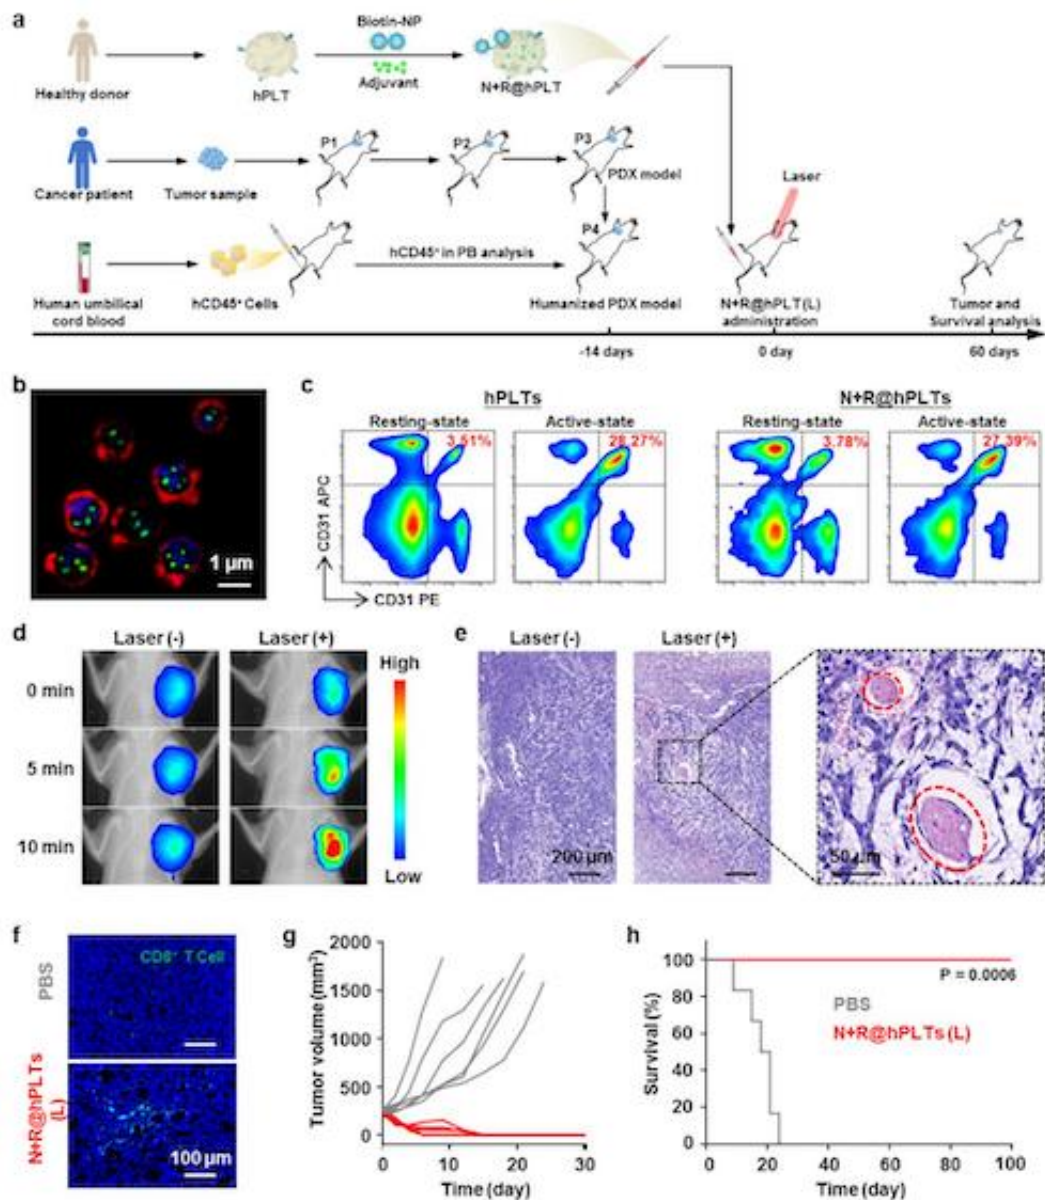 a
Biotin-NP
Adjuvant
Healthy donor
hPLT
N+R@hPLT
P1
P2
P3
Cancer patient
Tumor sample
PDX model
Laser
P4
hCD45⁺ in PB analysis
Human umbilical
cord blood
hCD45⁺ Cells
Humanized PDX model
N+R@hPLT(L)
administration
Tumor and
Survival analysis
-14 days
0 day
60 days
b
1 μm
c
hPLTs
N+R@hPLTs
Resting-state
Active-state
Resting-state
Active-state
3.51%
28.27%
3.78%
27.39%
CD31 APC
CD31 PE
d
Laser (-)
Laser (+)
0 min
5 min
10 min
High
Low
e
Laser (-)
Laser (+)
200 μm
50 μm
f
PBS
CD8⁺ T Cell
N+R@hPLTs
(L)
100 μm
g
Tumor volume (mm³)
2000
1500
1000
500
0
0 10 20 30
Time (day)
h
Survival (%)
100
80
60
40
20
0
P = 0.0006
PBS
N+R@hPLTs (L)
0 20 40 60 80 100
Time (day)